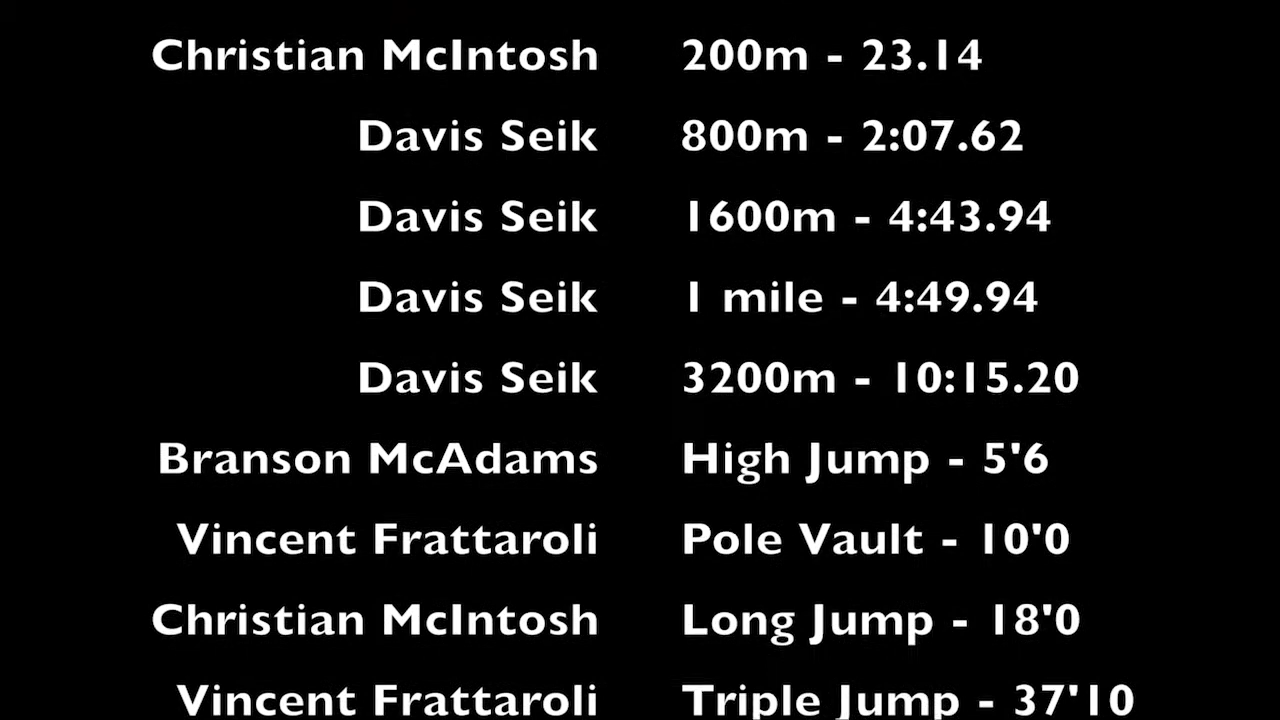 Christian McIntosh 200m - 23.14
Davis Seik 800m - 2:07.62
Davis Seik 1600m - 4:43.94
Davis Seik 1 mile - 4:49.94
Davis Seik 3200m - 10:15.20
Branson McAdams High Jump - 5'6
Vincent Frattaroli Pole Vault - 10'0
Christian McIntosh Long Jump - 18'0
Vincent Frattaroli Triple Jump - 37'10